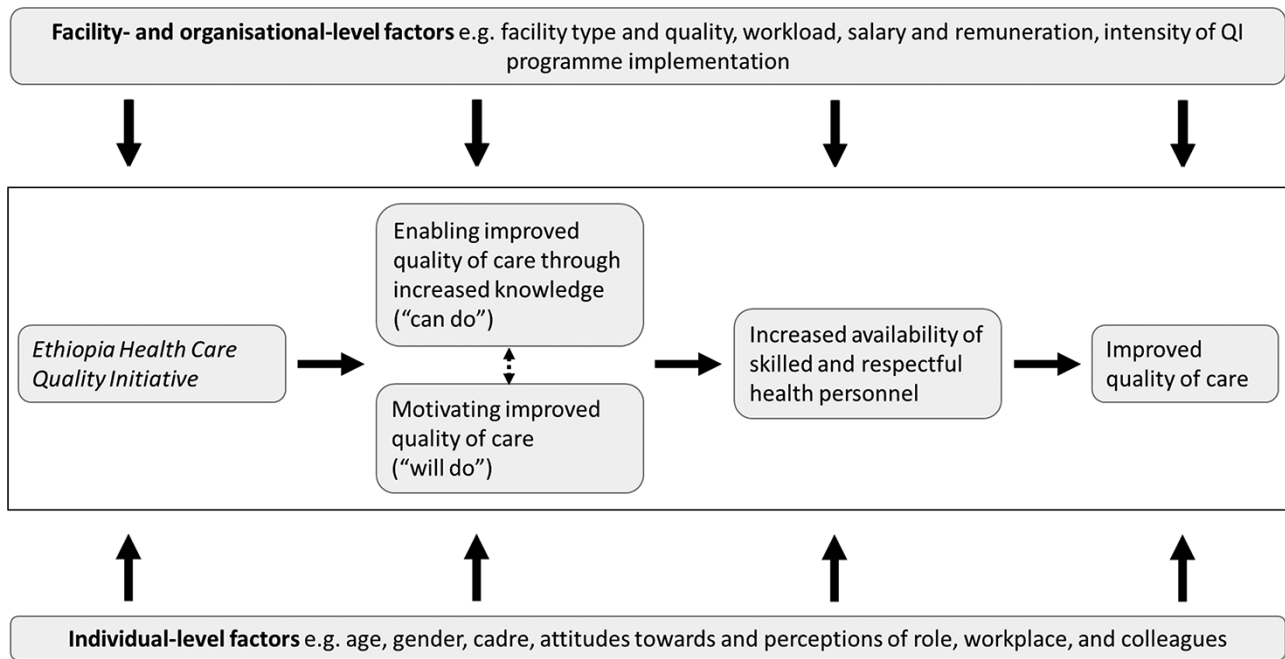 Facility- and organisational-level factors e.g. facility type and quality, workload, salary and remuneration, intensity of QI
programme implementation
Ethiopia Health Care
Quality Initiative
Enabling improved
quality of care through
increased knowledge
(“can do”)
Motivating improved
quality of care
(“will do”)
Increased availability of
skilled and respectful
health personnel
Improved
quality of care
Individual-level factors e.g. age, gender, cadre, attitudes towards and perceptions of role, workplace, and colleagues